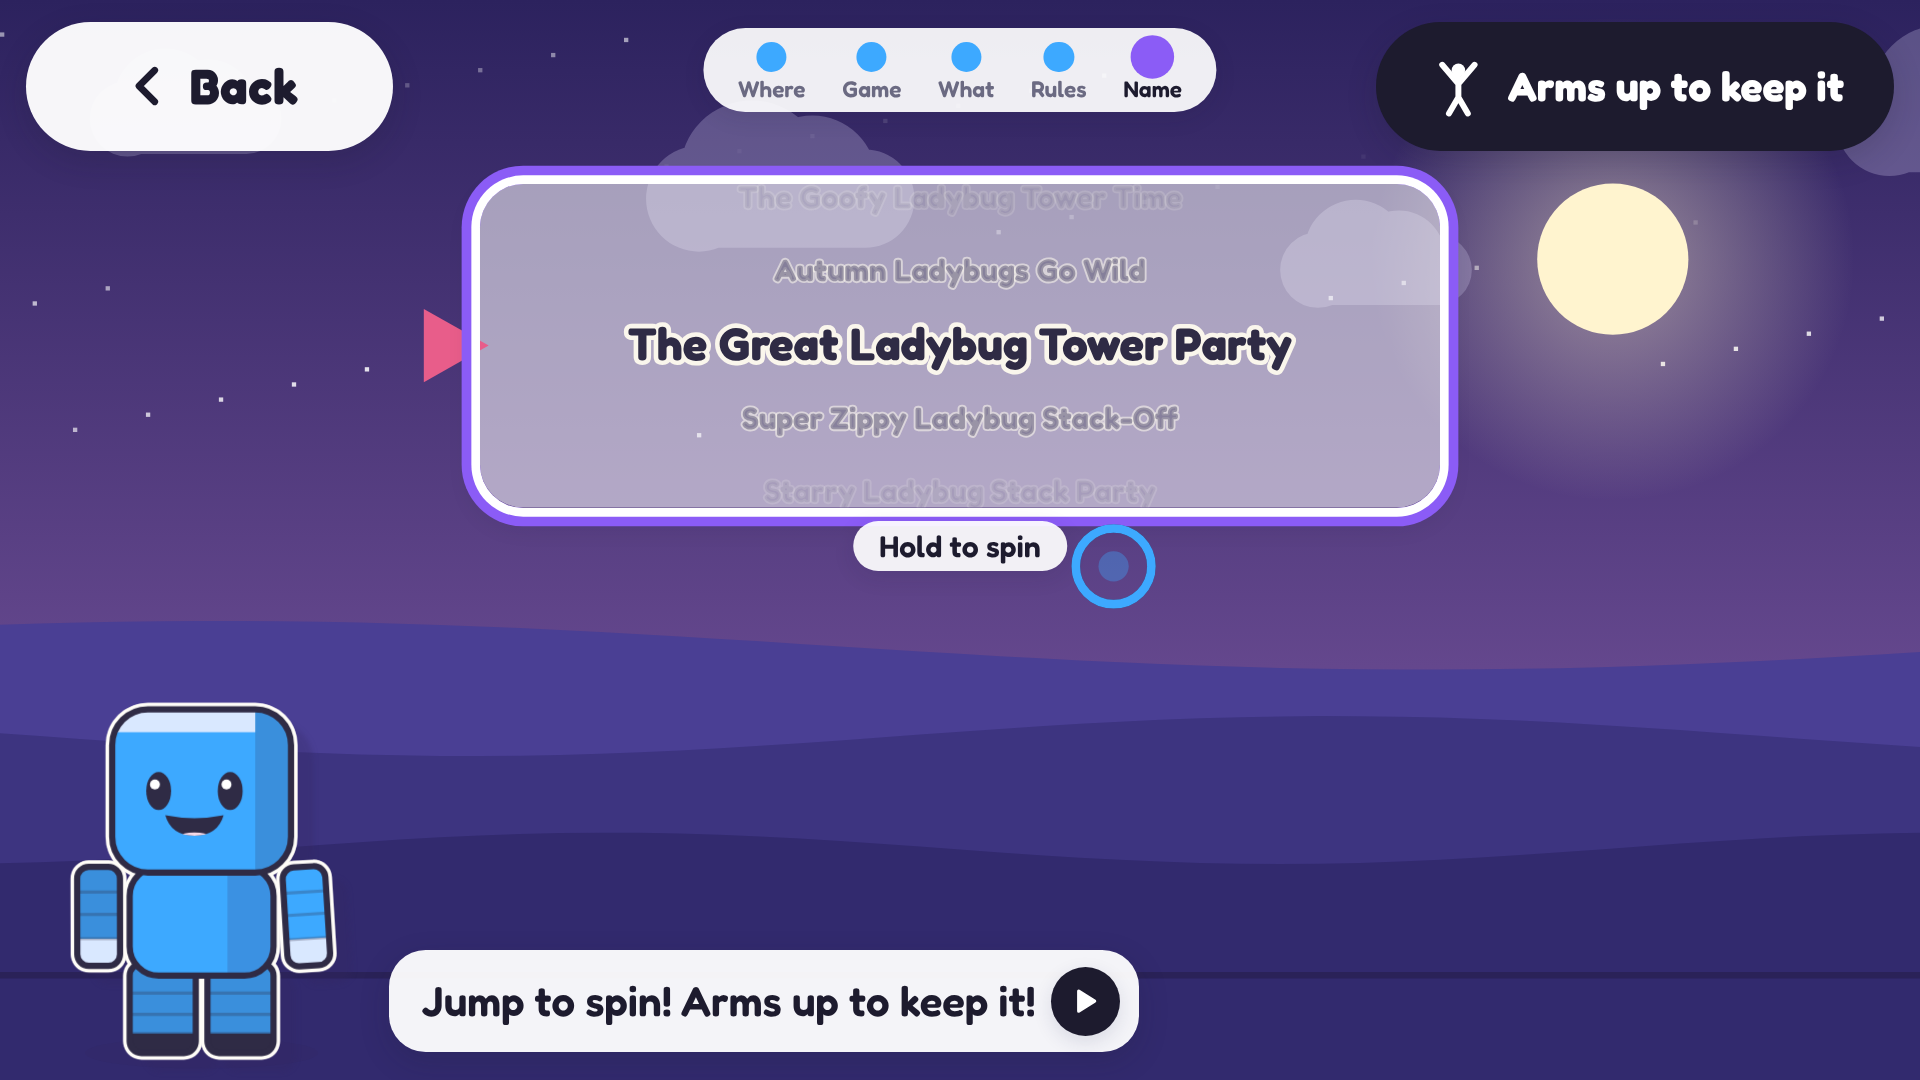 Back
Where Game What Rules Name
Arms up to keep it
The Goofy Ladybug Tower Time
Autumn Ladybugs Go Wild
The Great Ladybug Tower Party
Super Zippy Ladybug Stack-Off
Starry Ladybug Stack Party
Hold to spin
Jump to spin! Arms up to keep it!